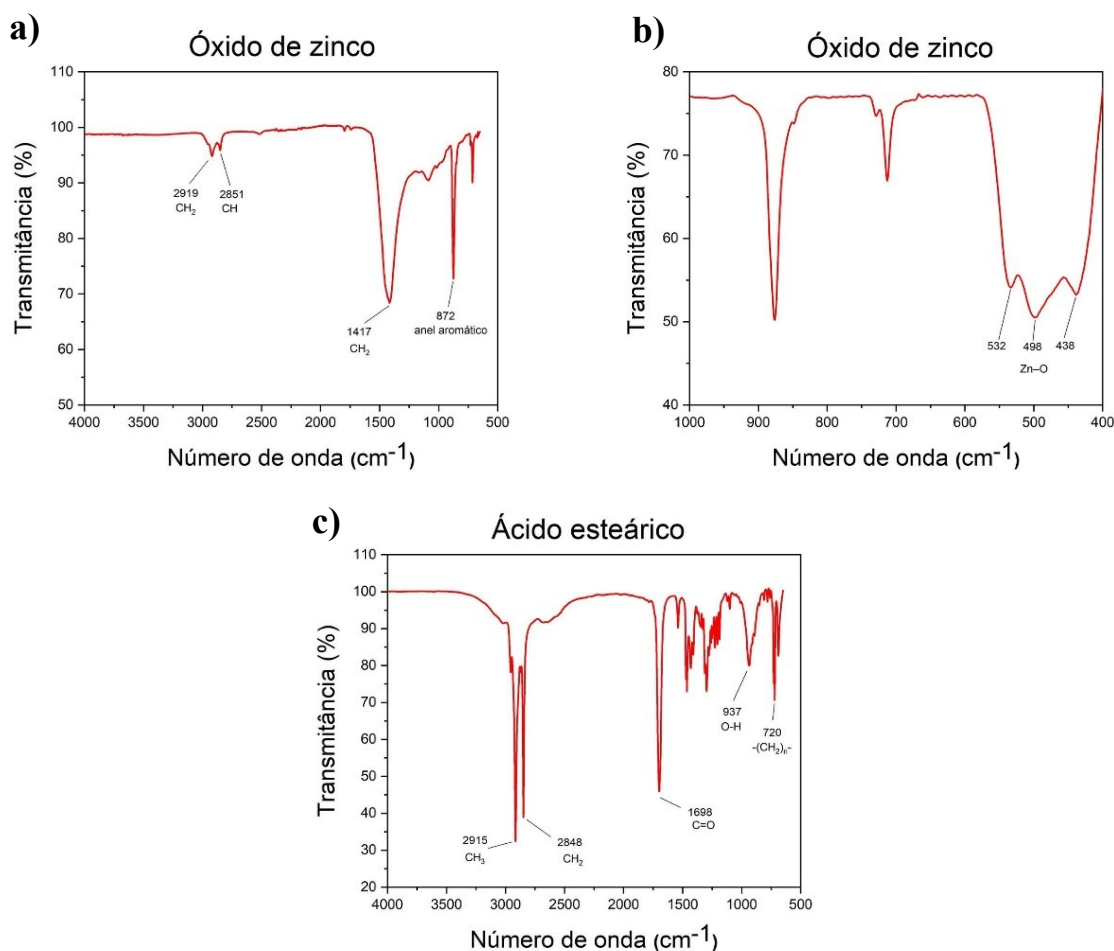 a)
Óxido de zinco
110
100
90
80
70
60
50
Transmitância (%)
2919
CH₂
2851
CH
1417
CH₂
872
anel aromático
4000 3500 3000 2500 2000 1500 1000 500
Número de onda (cm⁻¹)
b)
Óxido de zinco
80
70
60
50
40
Transmitância (%)
532
498
438
Zn–O
1000 900 800 700 600 500 400
Número de onda (cm⁻¹)
c)
Ácido esteárico
110
100
90
80
70
60
50
40
30
20
Transmitância (%)
2915
CH₃
2848
CH₂
1698
C=O
937
O-H
720
-(CH₂)ₙ-
4000 3500 3000 2500 2000 1500 1000 500
Número de onda (cm⁻¹)